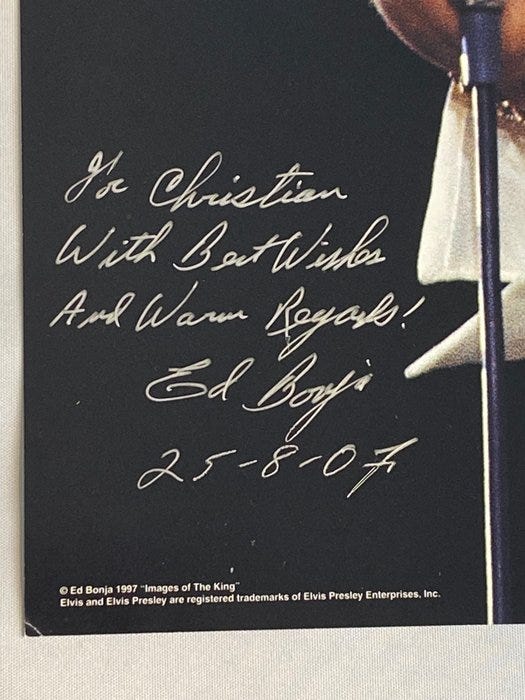 For Christian
With Best Wishes
And Warm Regards!
Ed Bonja
25-8-07
© Ed Bonja 1997 "Images of The King"
Elvis and Elvis Presley are registered trademarks of Elvis Presley Enterprises, Inc.